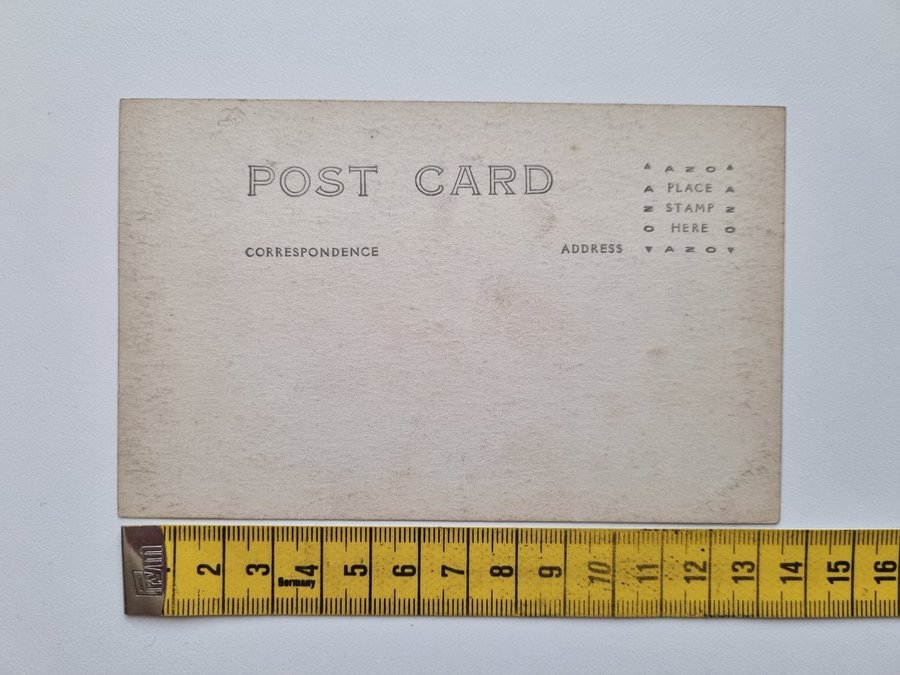 POST CARD
CORRESPONDENCE
ADDRESS
▲ AZO ▲
A PLACE A
Z STAMP Z
O HERE O
▼ AZO ▼
2 3 4 5 6 7 8 9 10 11 12 13 14 15 16
Germany